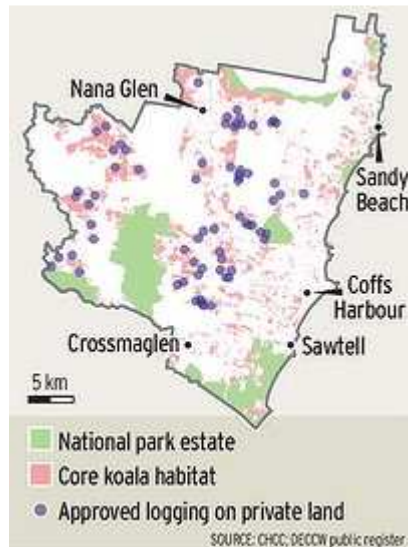 Nana Glen
Sandy
Beach
Coffs
Harbour
Crossmaglen
Sawtell
5 km
National park estate
Core koala habitat
Approved logging on private land
SOURCE: CHCC; DECCW public register